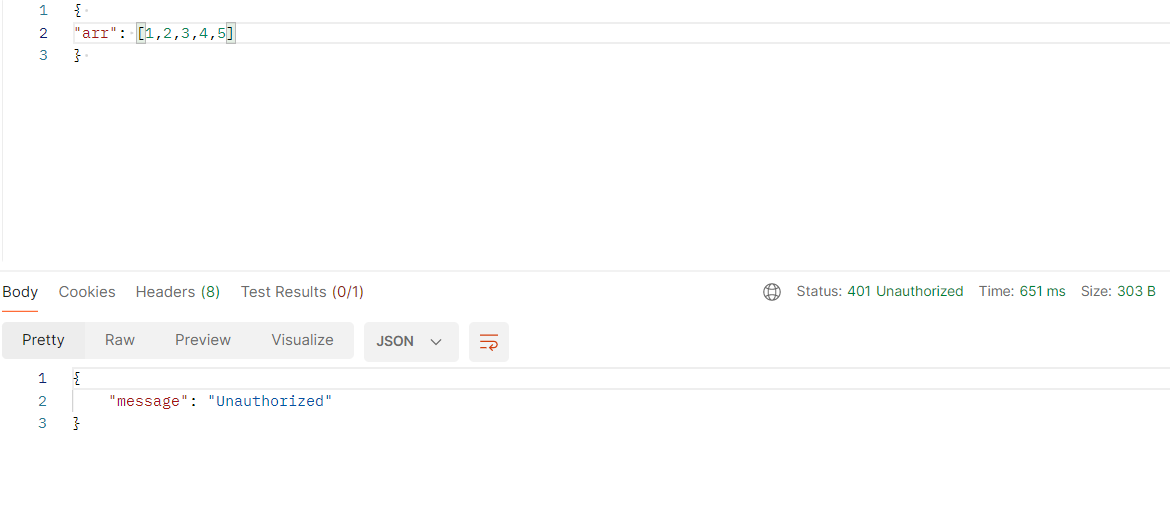 1 {
2 "arr": [1,2,3,4,5]
3 }
Body Cookies Headers (8) Test Results (0/1) Status: 401 Unauthorized Time: 651 ms Size: 303 B
Pretty Raw Preview Visualize JSON
1 {
2 "message": "Unauthorized"
3 }